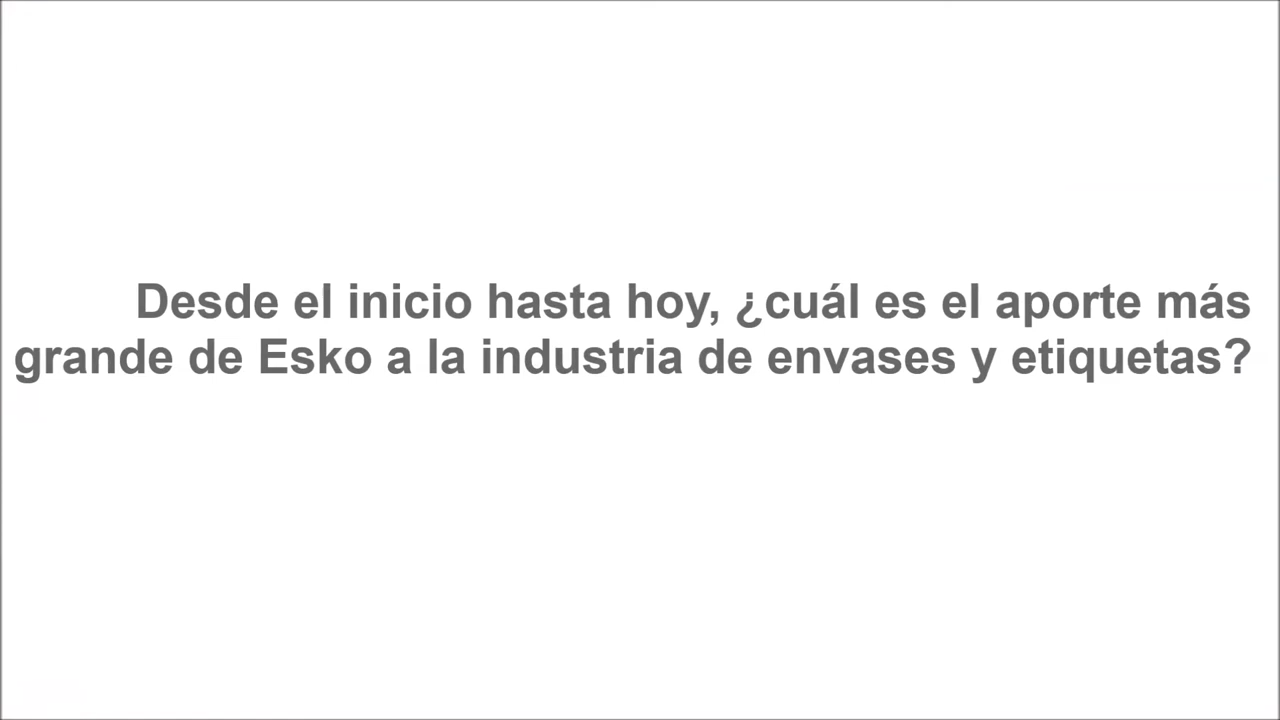 Desde el inicio hasta hoy, ¿cuál es el aporte más
grande de Esko a la industria de envases y etiquetas?